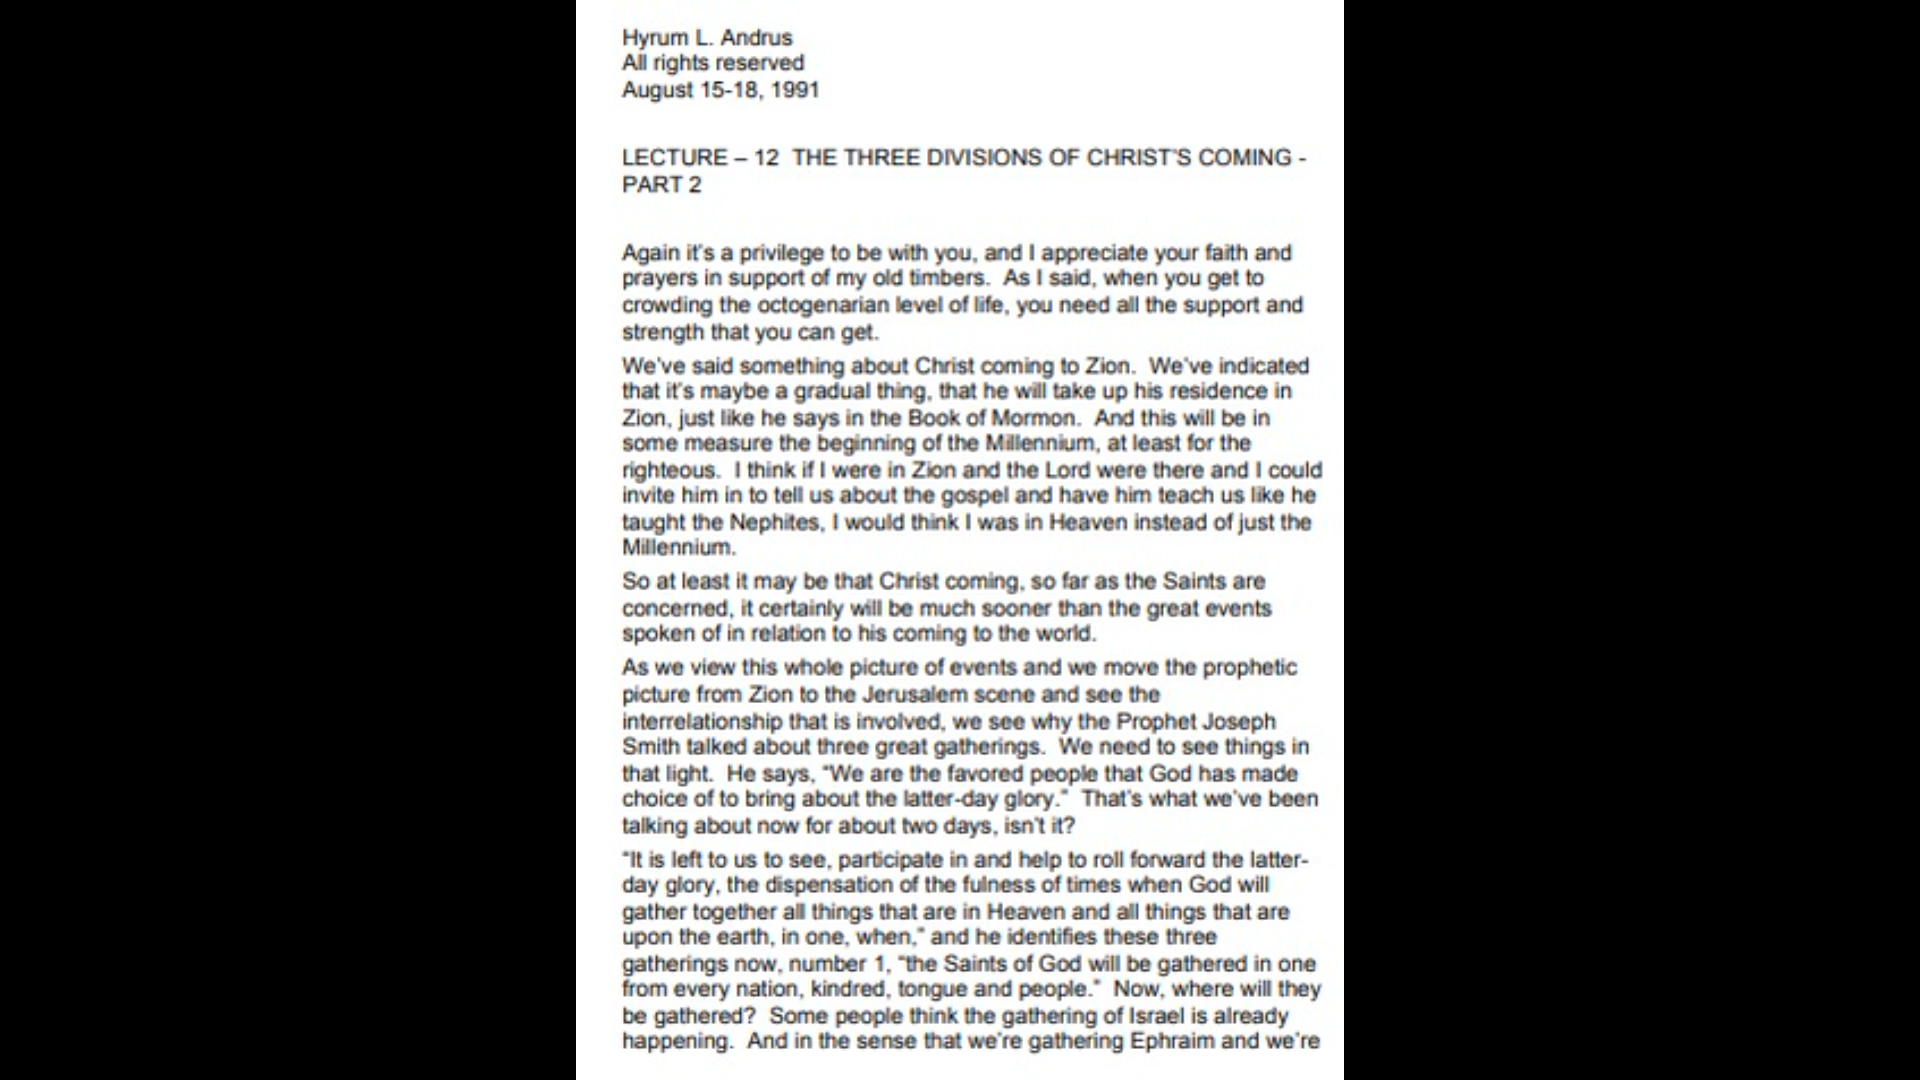 Hyrum L. Andrus
All rights reserved
August 15-18, 1991
LECTURE – 12  THE THREE DIVISIONS OF CHRIST'S COMING -
PART 2
Again it's a privilege to be with you, and I appreciate your faith and
prayers in support of my old timbers.  As I said, when you get to
crowding the octogenarian level of life, you need all the support and
strength that you can get.
We've said something about Christ coming to Zion.  We've indicated
that it's maybe a gradual thing, that he will take up his residence in
Zion, just like he says in the Book of Mormon.  And this will be in
some measure the beginning of the Millennium, at least for the
righteous.  I think if I were in Zion and the Lord were there and I could
invite him in to tell us about the gospel and have him teach us like he
taught the Nephites, I would think I was in Heaven instead of just the
Millennium.
So at least it may be that Christ coming, so far as the Saints are
concerned, it certainly will be much sooner than the great events
spoken of in relation to his coming to the world.
As we view this whole picture of events and we move the prophetic
picture from Zion to the Jerusalem scene and see the
interrelationship that is involved, we see why the Prophet Joseph
Smith talked about three great gatherings.  We need to see things in
that light.  He says, "We are the favored people that God has made
choice of to bring about the latter-day glory."  That's what we've been
talking about now for about two days, isn't it?
"It is left to us to see, participate in and help to roll forward the latter-
day glory, the dispensation of the fulness of times when God will
gather together all things that are in Heaven and all things that are
upon the earth, in one, when," and he identifies these three
gatherings now, number 1, "the Saints of God will be gathered in one
from every nation, kindred, tongue and people."  Now, where will they
be gathered?  Some people think the gathering of Israel is already
happening.  And in the sense that we're gathering Ephraim and we're